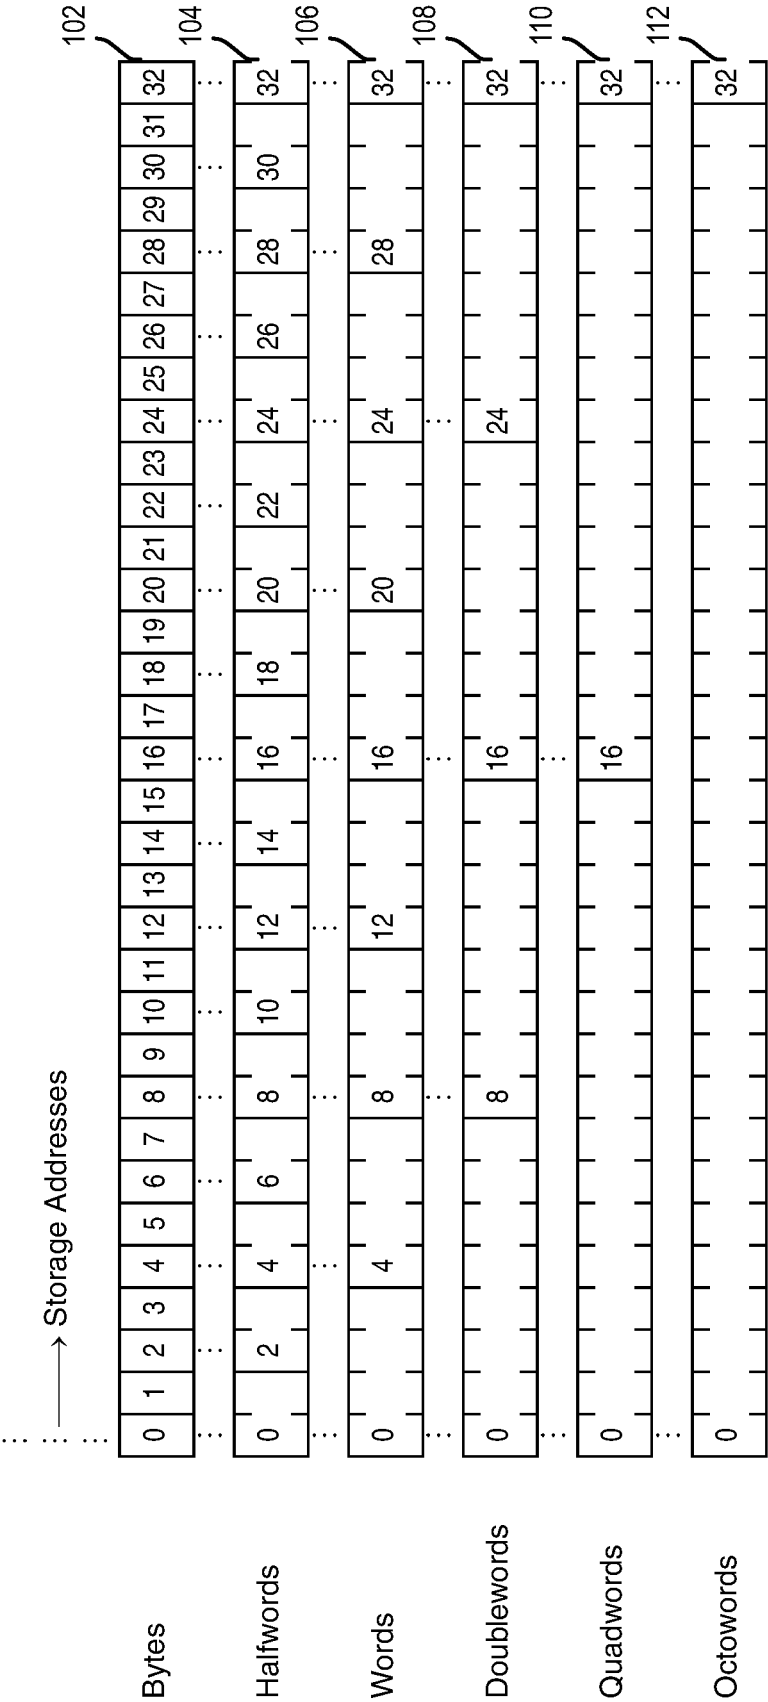 → Storage Addresses
Bytes 0 1 2 3 4 5 6 7 8 9 10 11 12 13 14 15 16 17 18 19 20 21 22 23 24 25 26 27 28 29 30 31 32 102
Halfwords 0 2 4 6 8 10 12 14 16 18 20 22 24 26 28 30 32 104
Words 0 4 8 12 16 20 24 28 32 106
Doublewords 0 8 16 24 32 108
Quadwords 0 16 32 110
Octowords 0 32 112